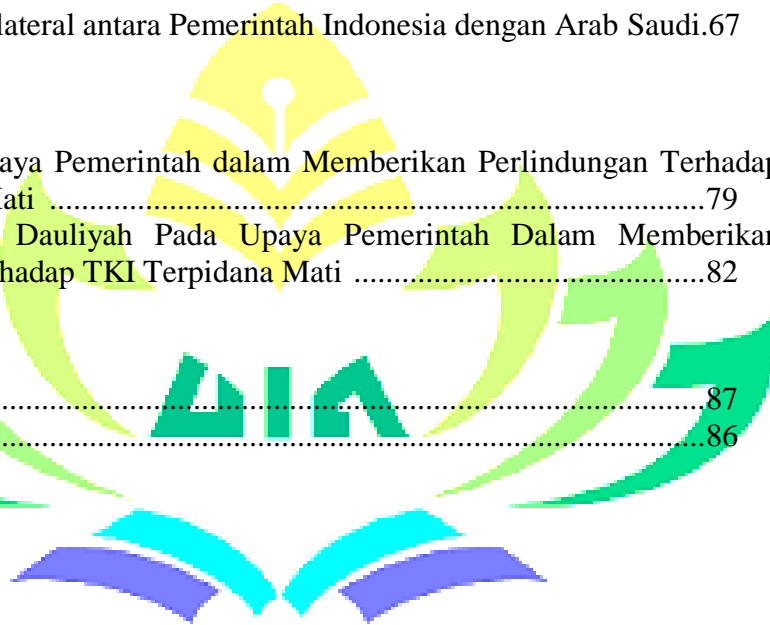 lateral antara Pemerintah Indonesia dengan Arab Saudi.67
aya Pemerintah dalam Memberikan Perlindungan Terhadap
Mati ......................................................................79
Dauliyah Pada Upaya Pemerintah Dalam Memberikan
hadap TKI Terpidana Mati .....................................82
...........................................................................87
...........................................................................86